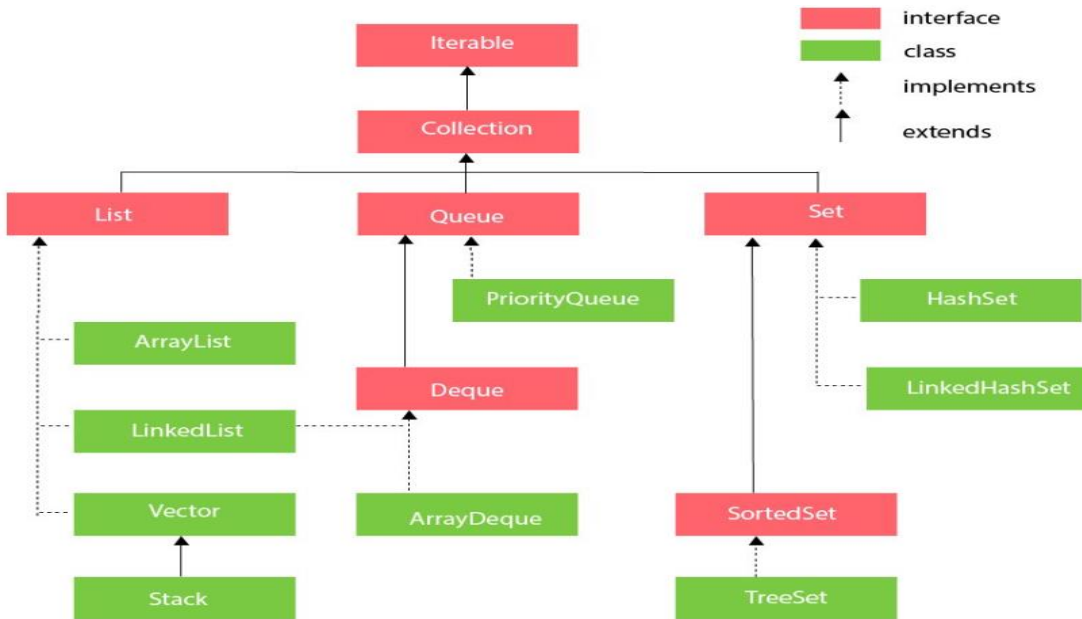 interface
Iterable
class
implements
Collection
extends
List
Queue
Set
PriorityQueue
HashSet
ArrayList
Deque
LinkedHashSet
LinkedList
Vector
ArrayDeque
SortedSet
Stack
TreeSet